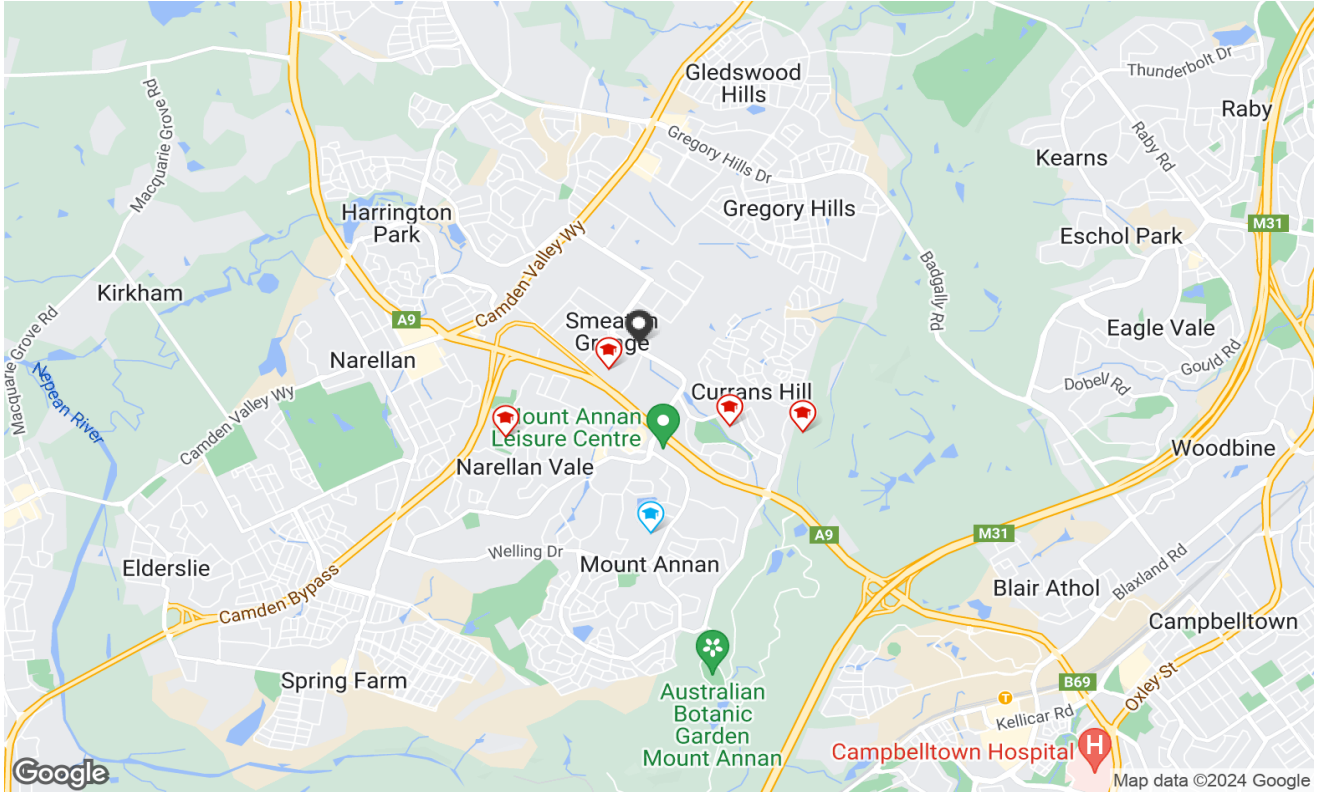 Gledswood
Hills
Thunderbolt Dr
Raby
Macquarie Grove Rd
Gregory Hills Dr
Raby Rd
Kearns
Harrington
Park
Gregory Hills
M31
Eschol Park
Camden Valley Wy
Badgally Rd
Kirkham
A9
Smeaton
Grange
Eagle Vale
Macquarie Grove Rd
Narellan
Gould Rd
Nepean River
Currans Hill
Dobell Rd
Camden Valley Wy
Mount Annan
Leisure Centre
Woodbine
Narellan Vale
A9
M31
Welling Dr
Mount Annan
Elderslie
Blaxland Rd
Blair Athol
Camden Bypass
Campbelltown
Spring Farm
B69
Oxley St
T
Australian
Botanic
Garden
Mount Annan
Kellicar Rd
Campbelltown Hospital
H
Google
Map data ©2024 Google